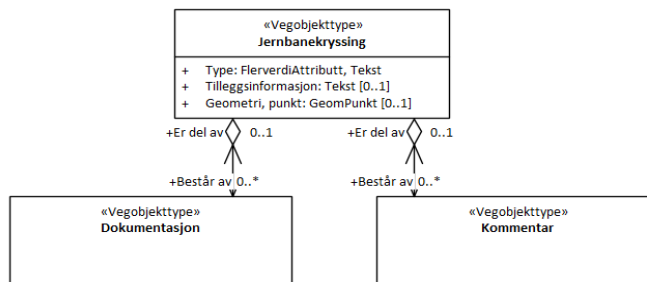 «Vegobjekttype»
Jernbanekryssing
+ Type: FlerverdiAttributt, Tekst
+ Tilleggsinformasjon: Tekst [0..1]
+ Geometri, punkt: GeomPunkt [0..1]
+Er del av 0..1 +Er del av 0..1
+Består av 0..* +Består av 0..*
«Vegobjekttype» «Vegobjekttype»
Dokumentasjon Kommentar